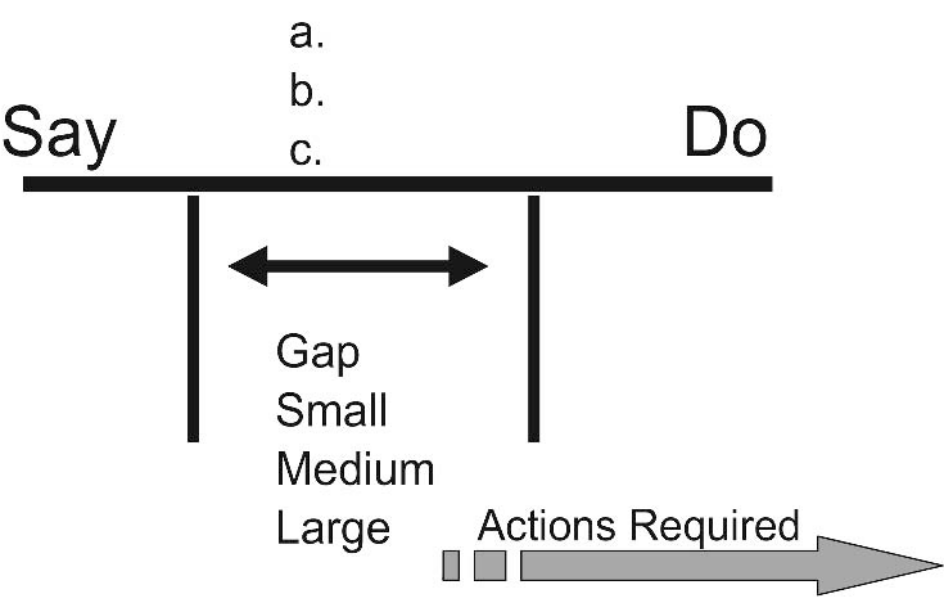 a.
b.
Say
Do
c.
Gap
Small
Medium
Large
Actions Required